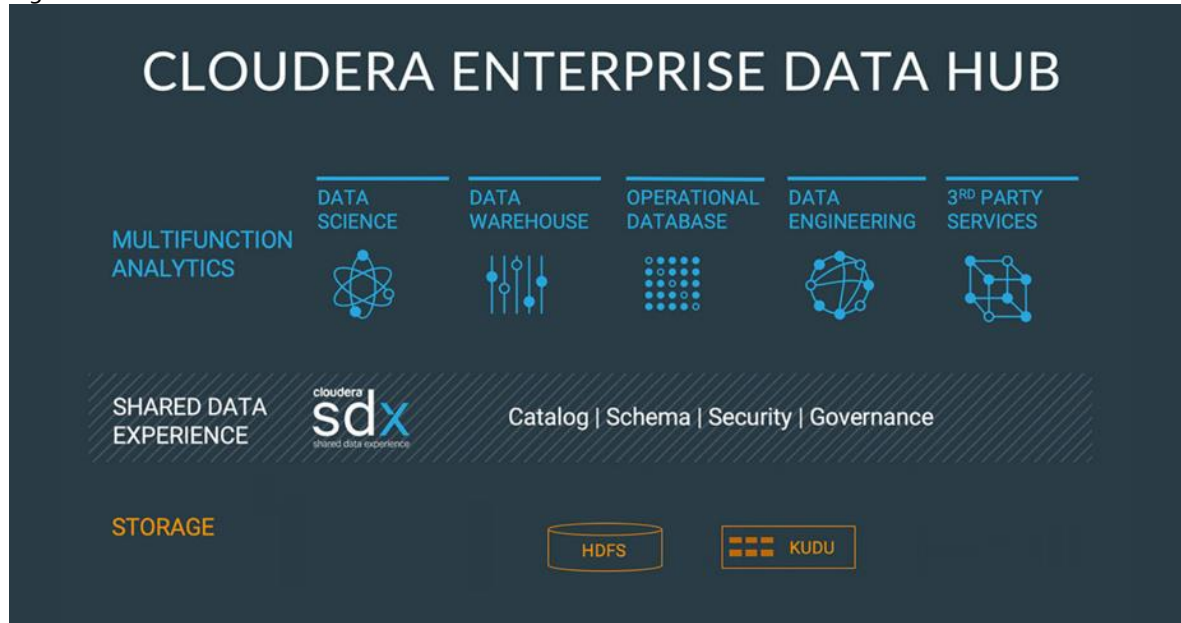 CLOUDERA ENTERPRISE DATA HUB
MULTIFUNCTION
ANALYTICS
DATA
SCIENCE
DATA
WAREHOUSE
OPERATIONAL
DATABASE
DATA
ENGINEERING
3RD PARTY
SERVICES
SHARED DATA
EXPERIENCE
cloudera
sdx
shared data experience
Catalog | Schema | Security | Governance
STORAGE
HDFS
KUDU